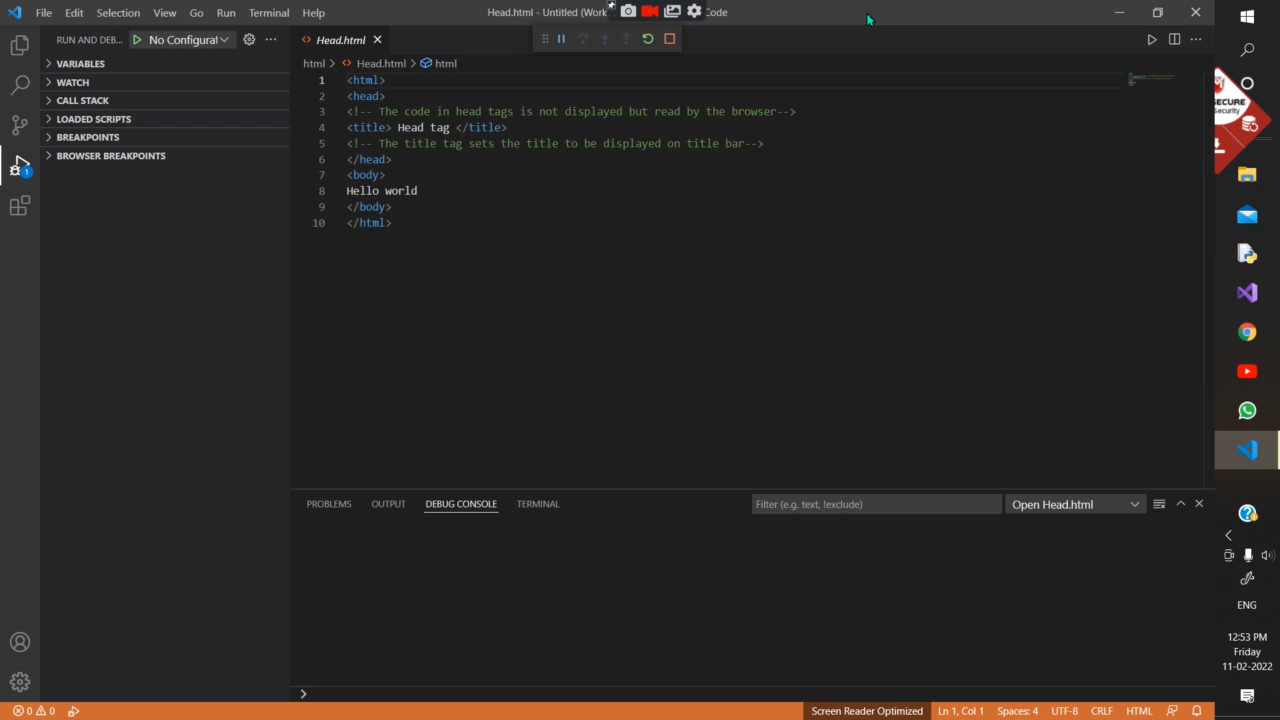 File Edit Selection View Go Run Terminal Help
Head.html - Untitled (Work
Code
RUN AND DEB...
No Configurat
Head.html
html
Head.html
html
VARIABLES
WATCH
CALL STACK
LOADED SCRIPTS
BREAKPOINTS
BROWSER BREAKPOINTS
1 <html>
2 <head>
3 <!-- The code in head tags is not displayed but read by the browser-->
4 <title> Head tag </title>
5 <!-- The title tag sets the title to be displayed on title bar-->
6 </head>
7 <body>
8 Hello world
9 </body>
10 </html>
PROBLEMS OUTPUT DEBUG CONSOLE TERMINAL
Filter (e.g. text, !exclude)
Open Head.html
1
0 0
Screen Reader Optimized
Ln 1, Col 1
Spaces: 4
UTF-8
CRLF
HTML
SECURE
Security
ENG
12:53 PM
Friday
11-02-2022